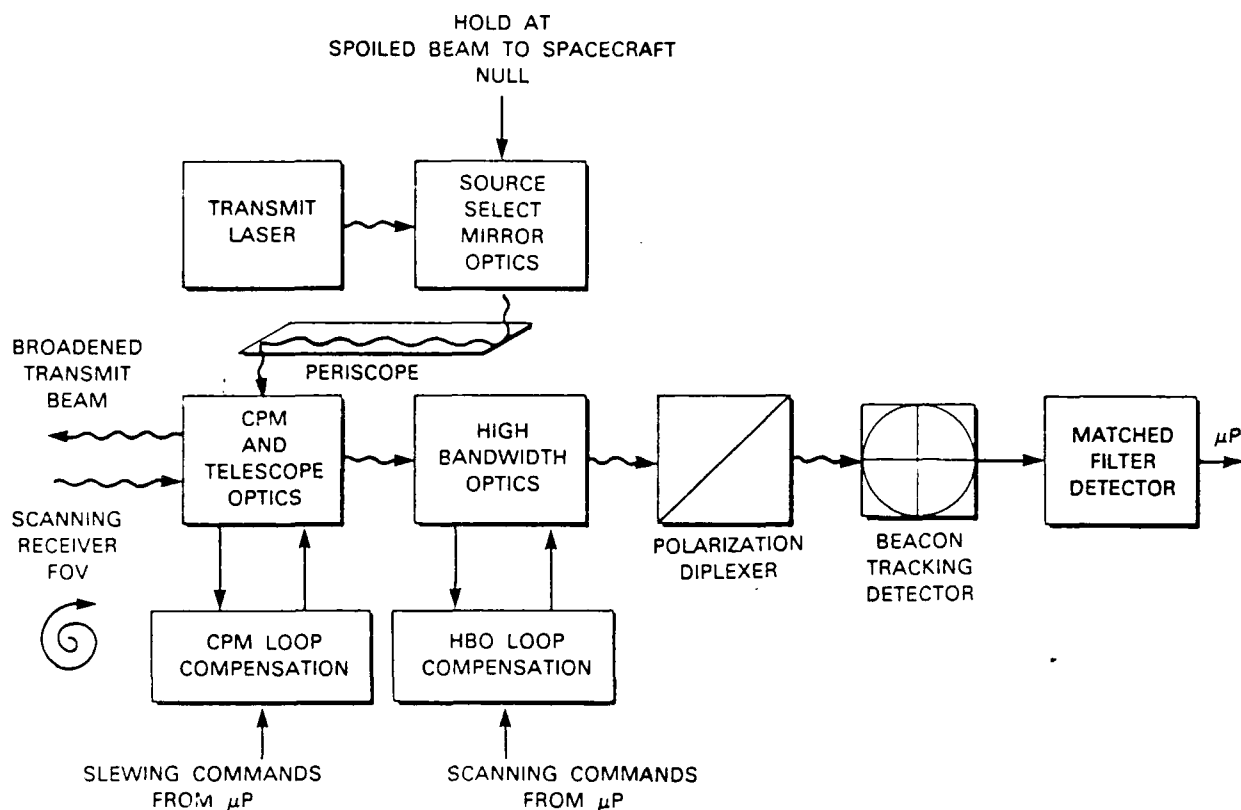 HOLD AT
SPOILED BEAM TO SPACECRAFT
NULL
TRANSMIT
LASER
SOURCE
SELECT
MIRROR
OPTICS
PERISCOPE
BROADENED
TRANSMIT
BEAM
CPM
AND
TELESCOPE
OPTICS
HIGH
BANDWIDTH
OPTICS
POLARIZATION
DIPLEXER
BEACON
TRACKING
DETECTOR
MATCHED
FILTER
DETECTOR
μP
SCANNING
RECEIVER
FOV
CPM LOOP
COMPENSATION
HBO LOOP
COMPENSATION
SLEWING COMMANDS
FROM μP
SCANNING COMMANDS
FROM μP